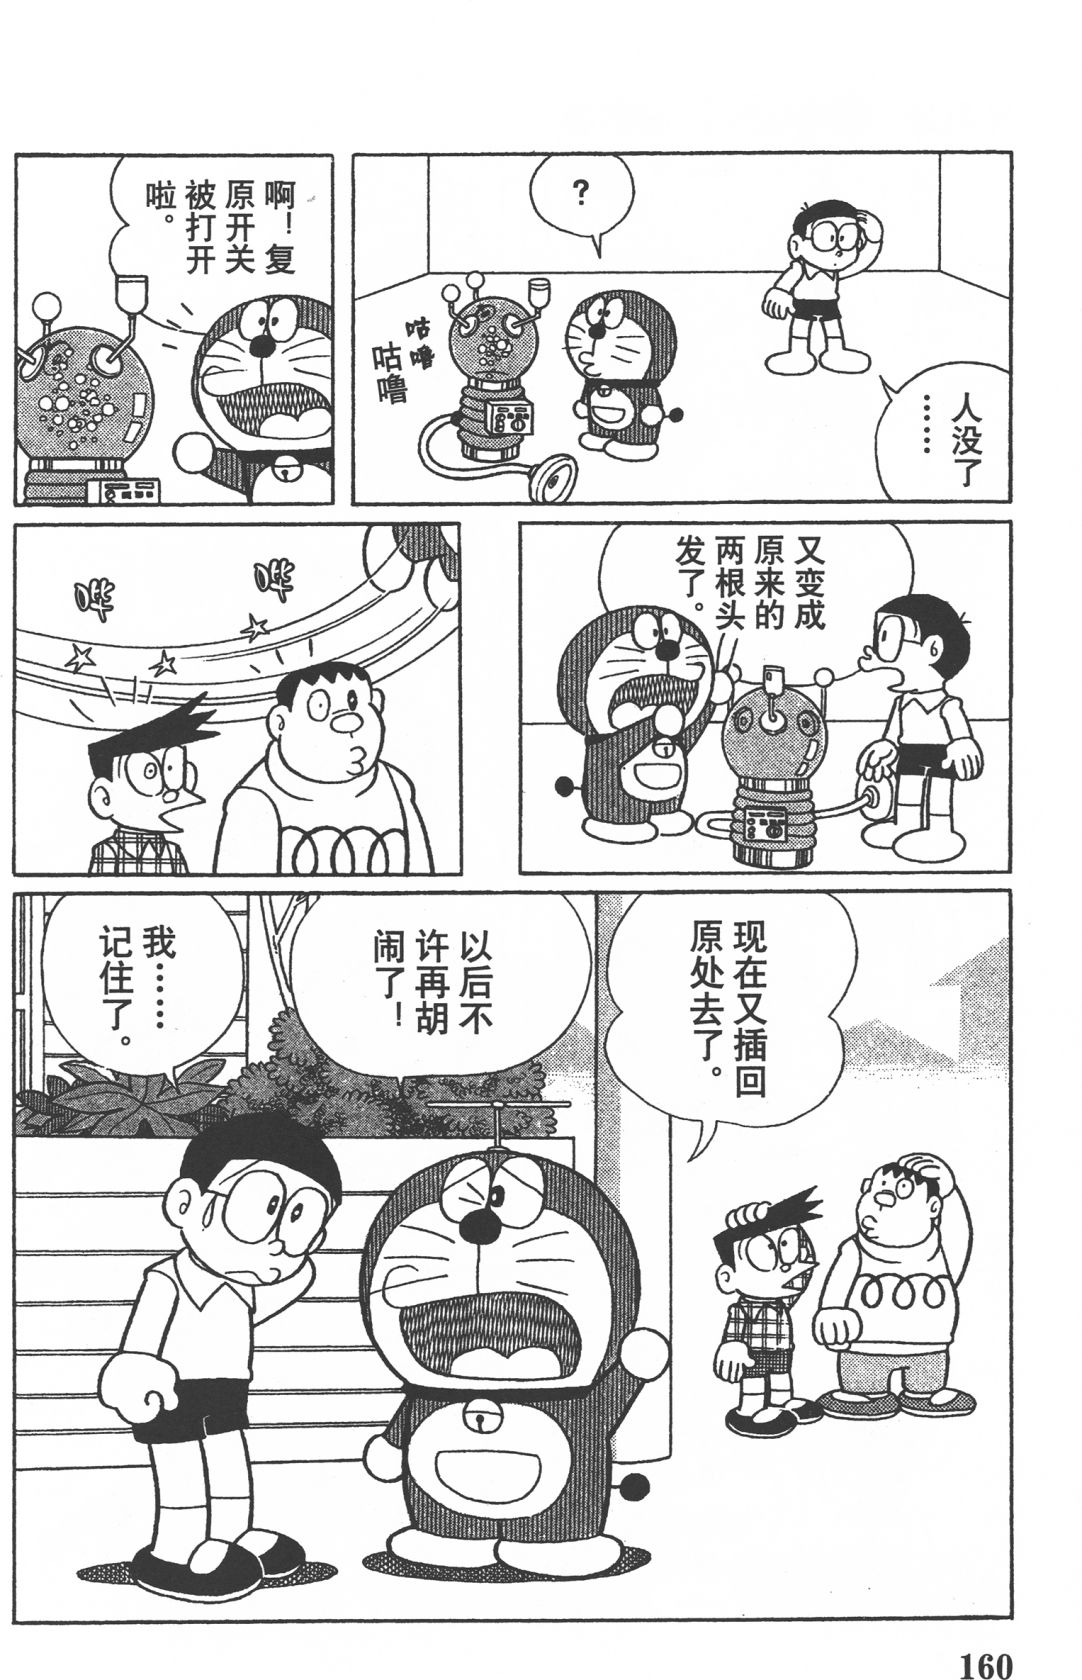 人没了
……
?
咕噜
咕噜
啊！复
原开关
被打开
啦。
又变成
原来的
两根头
发了。
哗
哗
现在又插回
原处去了。
以后不
许再胡
闹了！
我……
记住了。
160